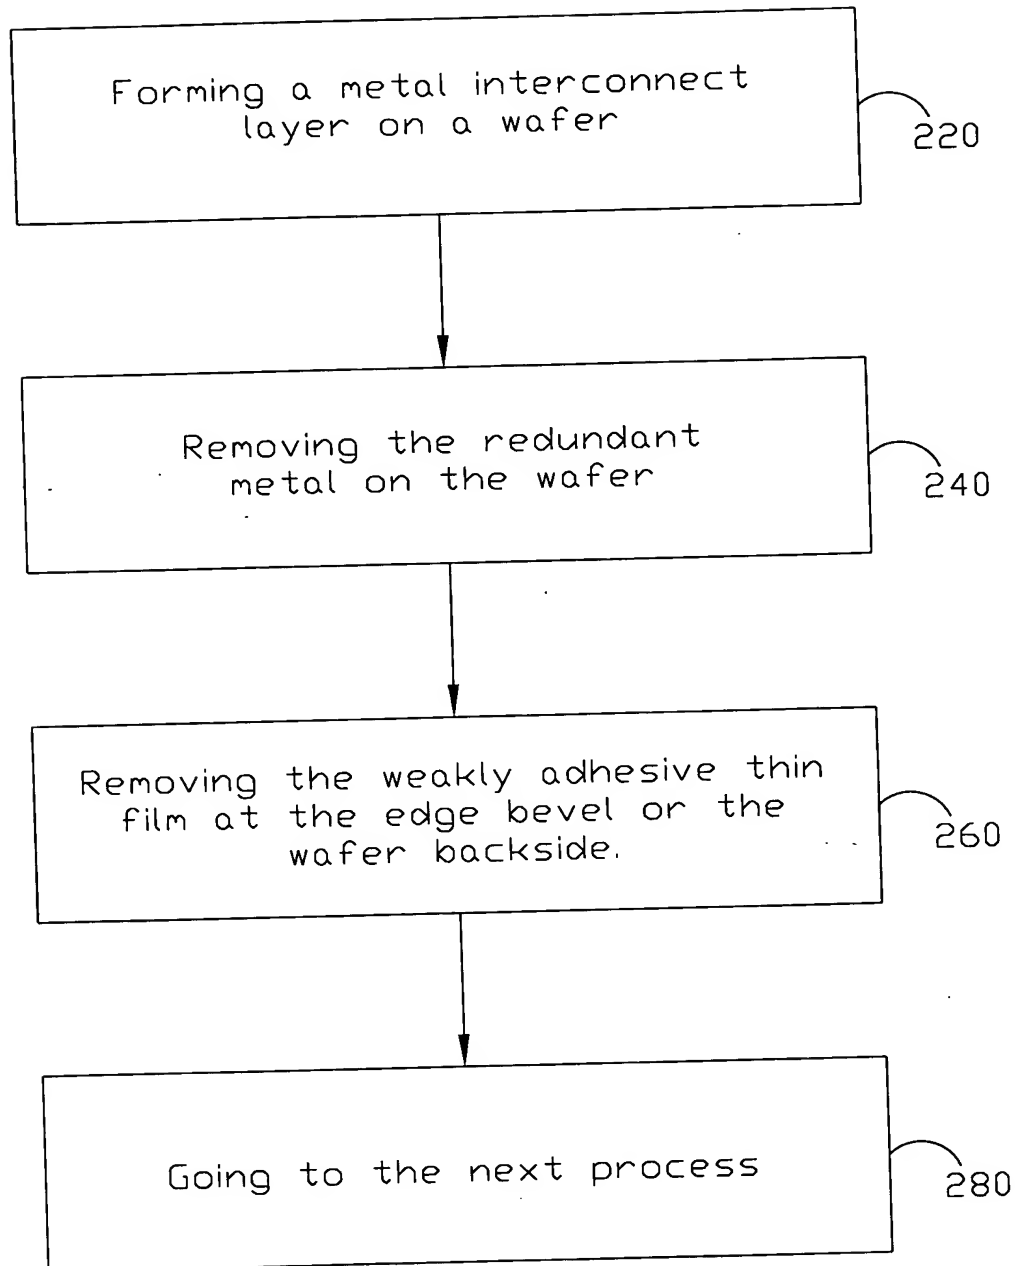 Forming a metal interconnect
layer on a wafer
220
Removing the redundant
metal on the wafer
240
Removing the weakly adhesive thin
film at the edge bevel or the
wafer backside.
260
Going to the next process
280